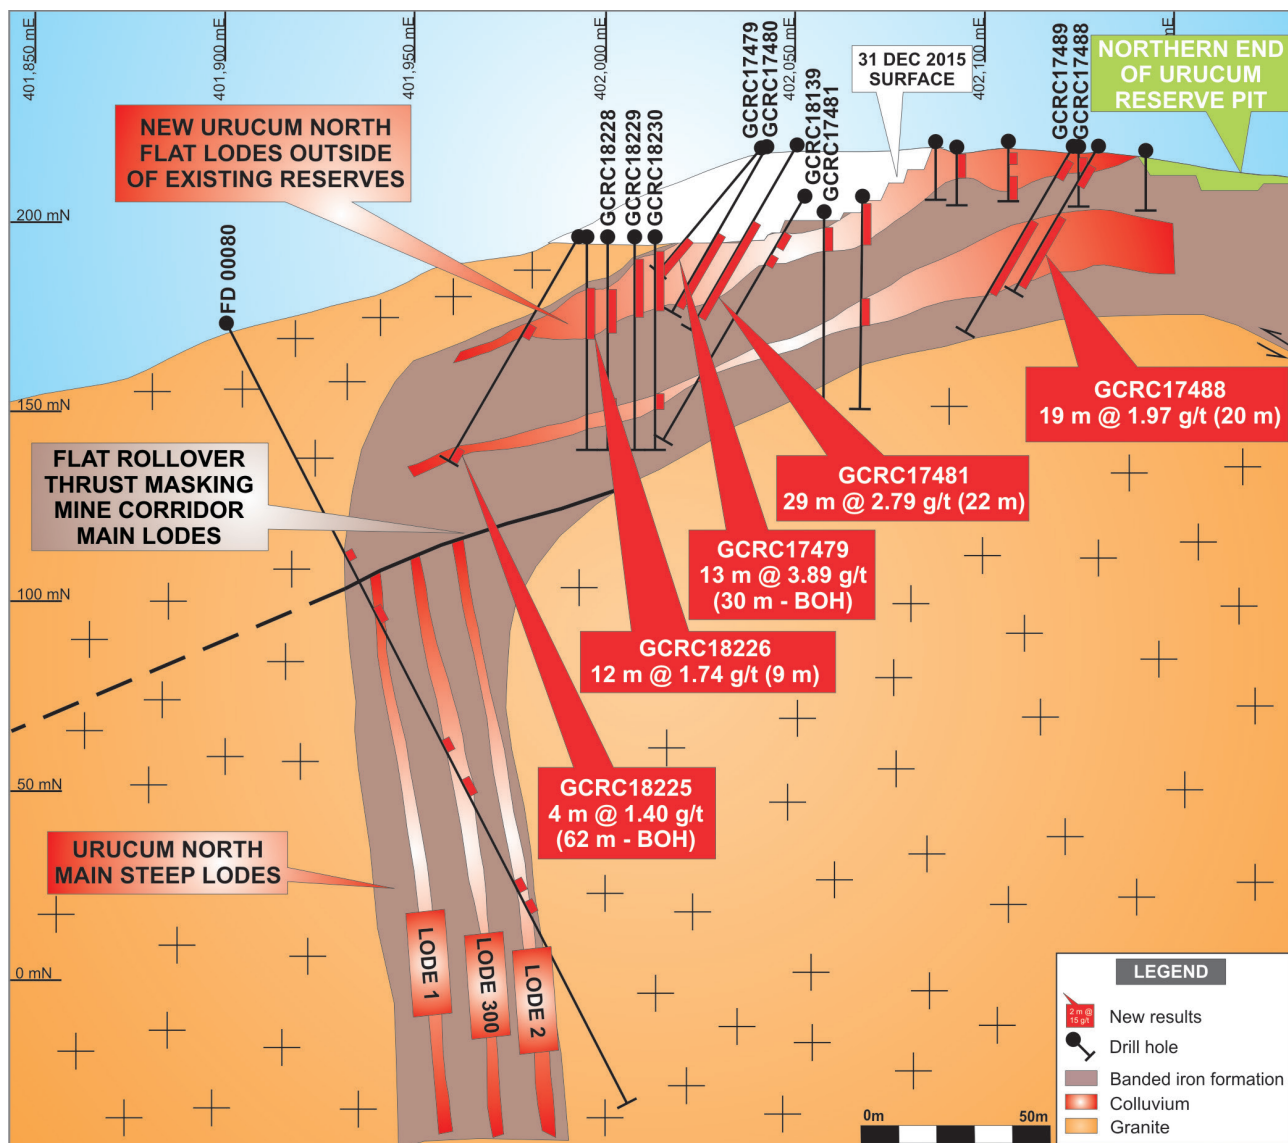 401,850 mE
401,900 mE
401,950 mE
402,000 mE
402,050 mE
402,100 mE
GCRC17479
GCRC17480
GCRC18139
GCRC17481
GCRC17489
GCRC17488
GCRC18228
GCRC18229
GCRC18230
FD 00080
31 DEC 2015
SURFACE
NORTHERN END
OF URUCUM
RESERVE PIT
NEW URUCUM NORTH
FLAT LODES OUTSIDE
OF EXISTING RESERVES
200 mN
150 mN
100 mN
50 mN
0 mN
FLAT ROLLOVER
THRUST MASKING
MINE CORRIDOR
MAIN LODES
GCRC17488
19 m @ 1.97 g/t (20 m)
GCRC17481
29 m @ 2.79 g/t (22 m)
GCRC17479
13 m @ 3.89 g/t
(30 m - BOH)
GCRC18226
12 m @ 1.74 g/t (9 m)
GCRC18225
4 m @ 1.40 g/t
(62 m - BOH)
URUCUM NORTH
MAIN STEEP LODES
LODE 1
LODE 300
LODE 2
LEGEND
2 m @
15 g/t
New results
Drill hole
Banded iron formation
Colluvium
Granite
0m
50m